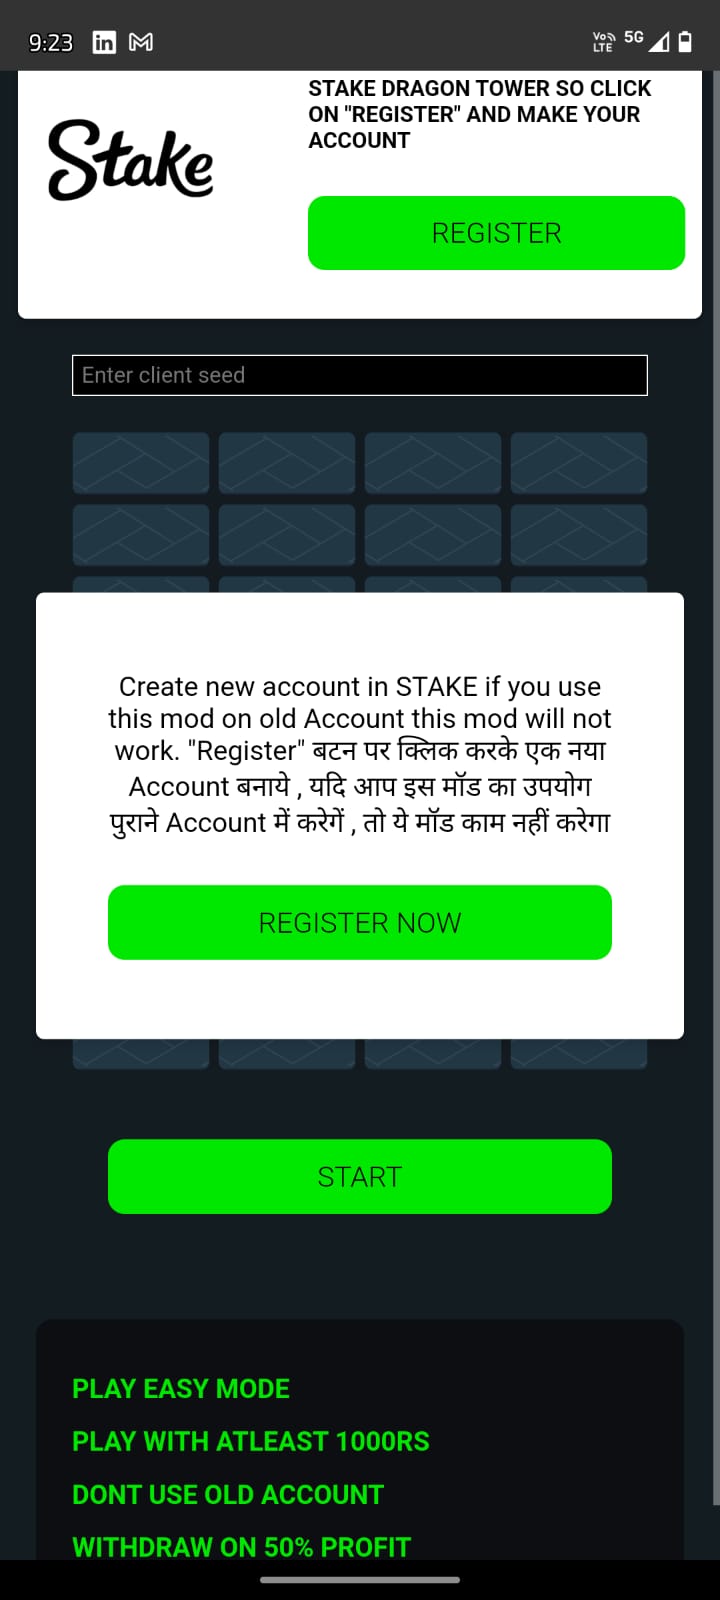 9:23
Vo
LTE
5G
STAKE DRAGON TOWER SO CLICK
ON "REGISTER" AND MAKE YOUR
ACCOUNT
Stake
REGISTER
Enter client seed
Create new account in STAKE if you use
this mod on old Account this mod will not
work. "Register" बटन पर क्लिक करके एक नया
Account बनाये , यदि आप इस मॉड का उपयोग
पुराने Account में करेगें , तो ये मॉड काम नहीं करेगा
REGISTER NOW
START
PLAY EASY MODE
PLAY WITH ATLEAST 1000RS
DONT USE OLD ACCOUNT
WITHDRAW ON 50% PROFIT